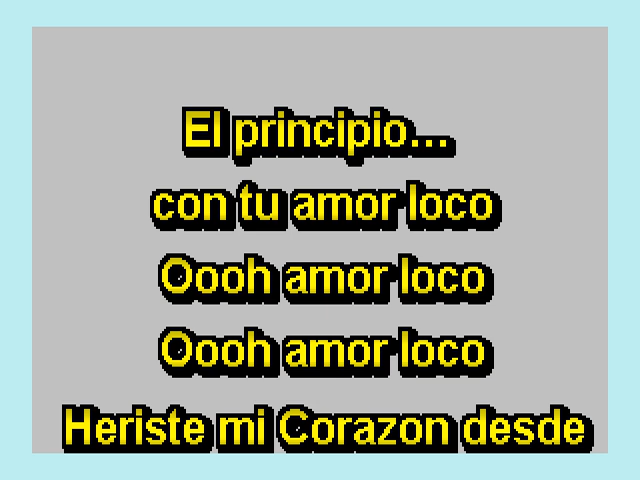 El principio...
con tu amor loco
Oooh amor loco
Oooh amor loco
Heriste mi Corazon desde